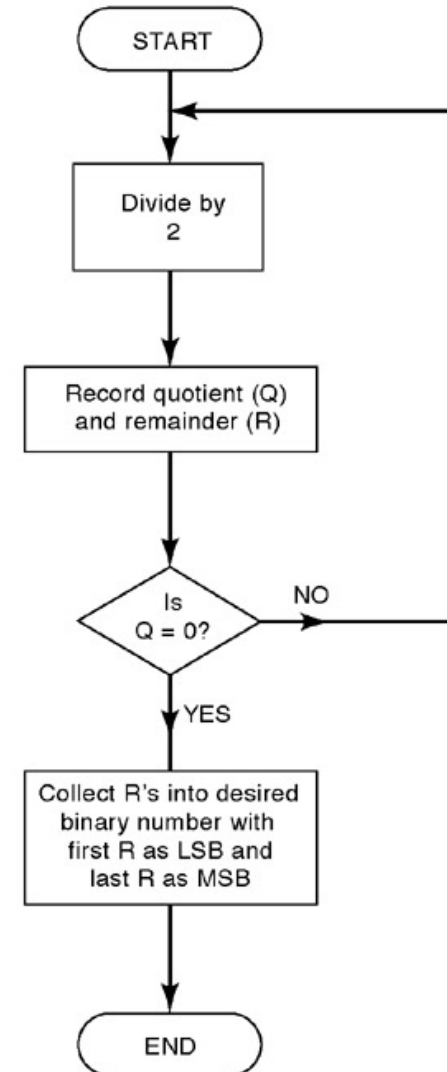 START
Divide by
2
Record quotient (Q)
and remainder (R)
Is
Q = 0?
NO
YES
Collect R's into desired
binary number with
first R as LSB and
last R as MSB
END